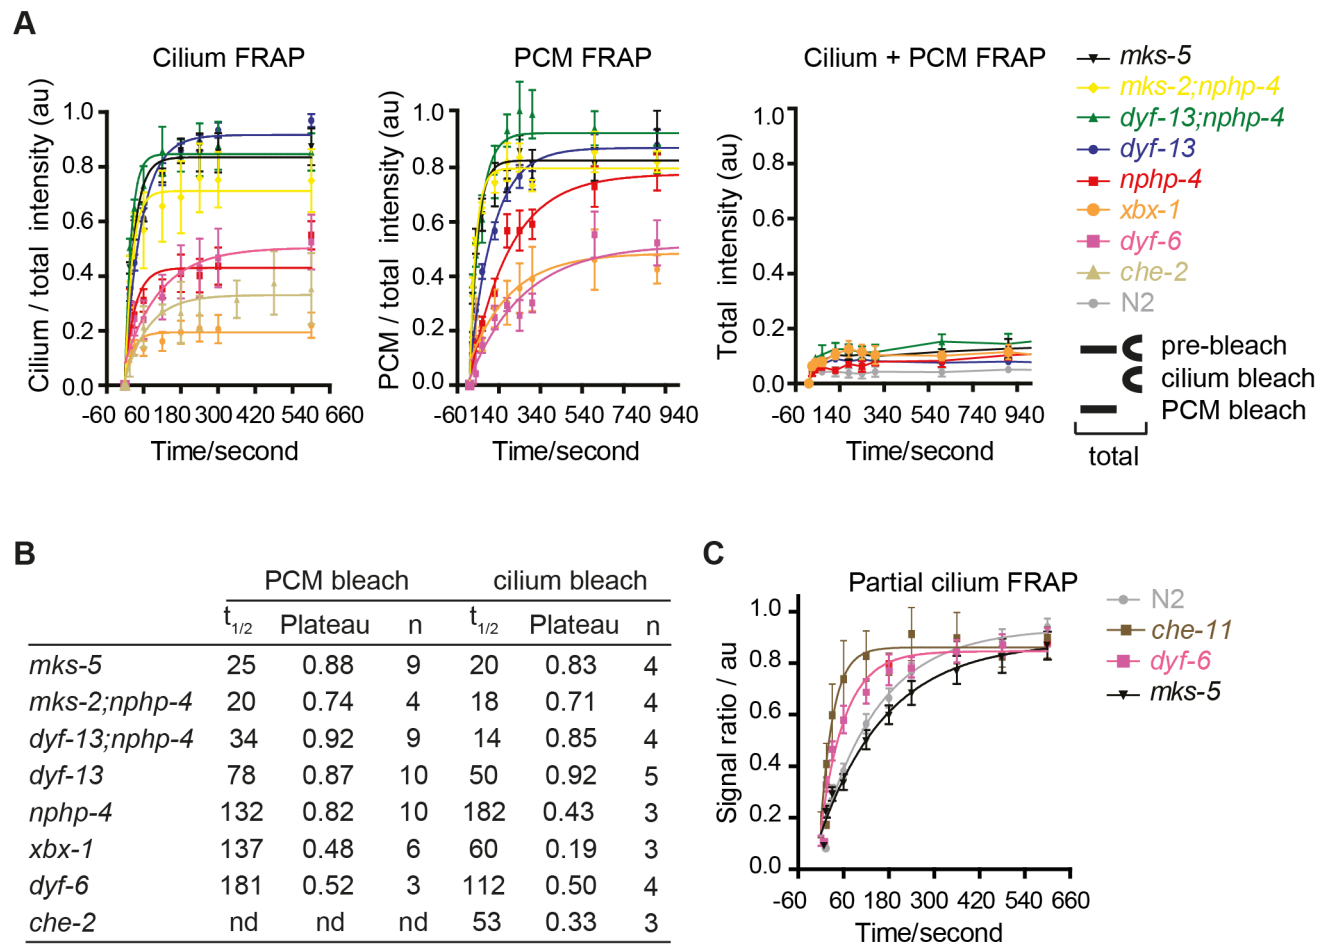 A
Cilium FRAP
Cilium / total intensity (au)
1.0
0.8
0.6
0.4
0.2
0.0
-60 60 180 300 420 540 660
Time/second
PCM FRAP
PCM / total intensity (au)
1.0
0.8
0.6
0.4
0.2
0.0
-60 140 340 540 740 940
Time/second
Cilium + PCM FRAP
Total intensity (au)
1.0
0.8
0.6
0.4
0.2
0.0
-60 140 340 540 740 940
Time/second
mks-5
mks-2;nphp-4
dyf-13;nphp-4
dyf-13
nphp-4
xbx-1
dyf-6
che-2
N2
pre-bleach
cilium bleach
PCM bleach
total
B
PCM bleach cilium bleach
t1/2 Plateau n t1/2 Plateau n
mks-5 25 0.88 9 20 0.83 4
mks-2;nphp-4 20 0.74 4 18 0.71 4
dyf-13;nphp-4 34 0.92 9 14 0.85 4
dyf-13 78 0.87 10 50 0.92 5
nphp-4 132 0.82 10 182 0.43 3
xbx-1 137 0.48 6 60 0.19 3
dyf-6 181 0.52 3 112 0.50 4
che-2 nd nd nd 53 0.33 3
C
Partial cilium FRAP
Signal ratio / au
1.0
0.8
0.6
0.4
0.2
0.0
-60 60 180 300 420 540 660
Time/second
N2
che-11
dyf-6
mks-5